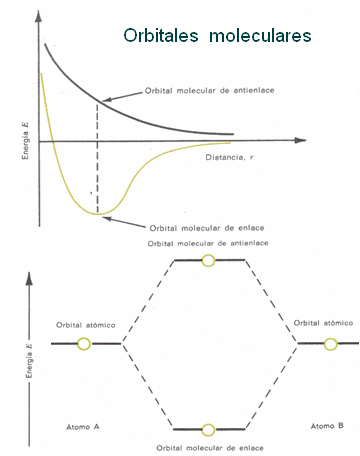 Orbitales moleculares
Orbital molecular de antienlace
Energía E
Distancia, r
Orbital molecular de enlace
Orbital molecular de antienlace
Orbital atómico
Orbital atómico
Energía E
Atomo A
Atomo B
Orbital molecular de enlace